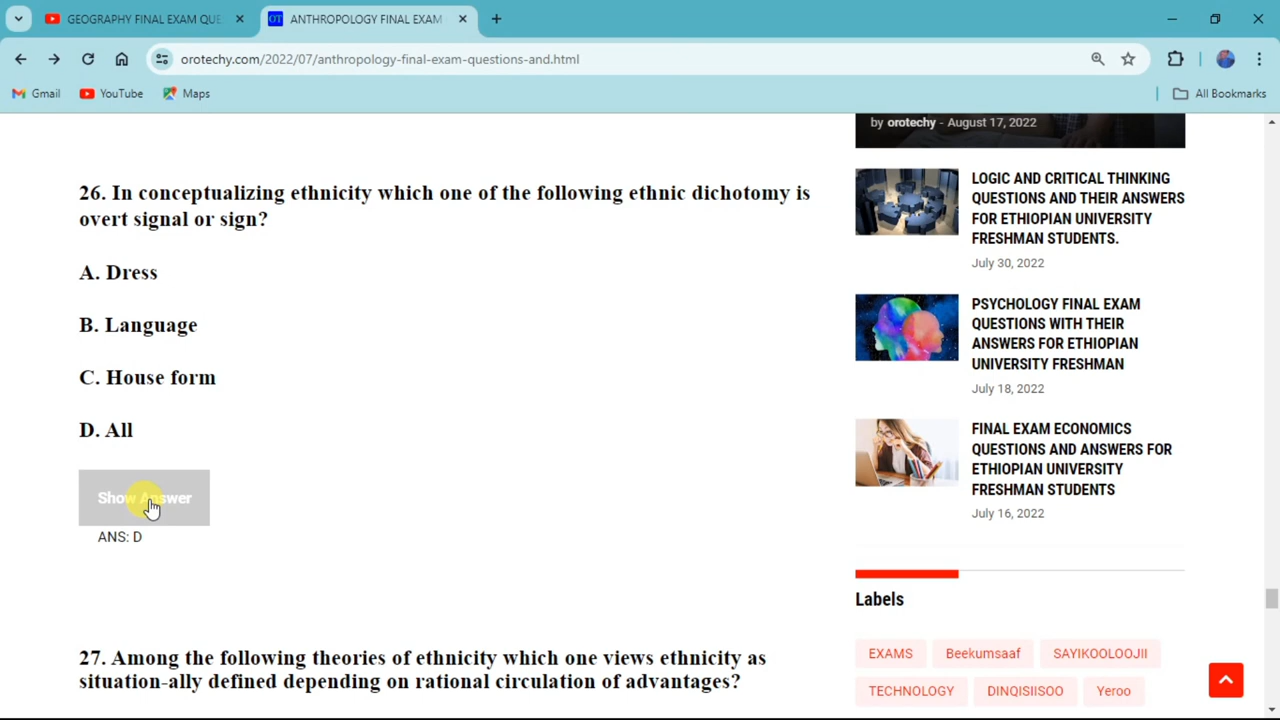 GEOGRAPHY FINAL EXAM QUE
ANTHROPOLOGY FINAL EXAM
orotechy.com/2022/07/anthropology-final-exam-questions-and.html
Gmail
YouTube
Maps
All Bookmarks
26. In conceptualizing ethnicity which one of the following ethnic dichotomy is
overt signal or sign?
A. Dress
B. Language
C. House form
D. All
Show Answer
ANS: D
27. Among the following theories of ethnicity which one views ethnicity as
situation-ally defined depending on rational circulation of advantages?
by orotechy - August 17, 2022
LOGIC AND CRITICAL THINKING
QUESTIONS AND THEIR ANSWERS
FOR ETHIOPIAN UNIVERSITY
FRESHMAN STUDENTS.
July 30, 2022
PSYCHOLOGY FINAL EXAM
QUESTIONS WITH THEIR
ANSWERS FOR ETHIOPIAN
UNIVERSITY FRESHMAN
July 18, 2022
FINAL EXAM ECONOMICS
QUESTIONS AND ANSWERS FOR
ETHIOPIAN UNIVERSITY
FRESHMAN STUDENTS
July 16, 2022
Labels
EXAMS
Beekumsaaf
SAYIKOOLOOJII
TECHNOLOGY
DINQISIISOO
Yeroo